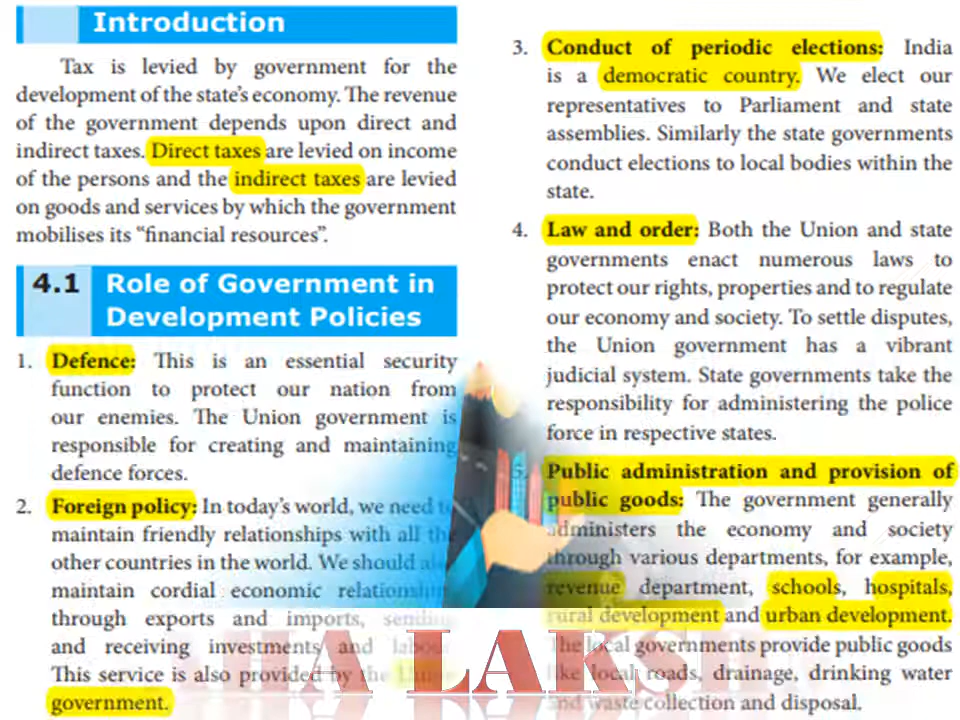 Introduction
Tax is levied by government for the
development of the state's economy. The revenue
of the government depends upon direct and
indirect taxes. Direct taxes are levied on income
of the persons and the indirect taxes are levied
on goods and services by which the government
mobilises its “financial resources”.
4.1 Role of Government in
Development Policies
1. Defence: This is an essential security
function to protect our nation from
our enemies. The Union government is
responsible for creating and maintaining
defence forces.
2. Foreign policy: In today's world, we need
maintain friendly relationships with all the
other countries in the world. We should
maintain cordial economic relationship
through exports and imports, sending
and receiving investments and labour.
This service is also provided by the Union
government.
3. Conduct of periodic elections: India
is a democratic country. We elect our
representatives to Parliament and state
assemblies. Similarly the state governments
conduct elections to local bodies within the
state.
4. Law and order: Both the Union and state
governments enact numerous laws to
protect our rights, properties and to regulate
our economy and society. To settle disputes,
the Union government has a vibrant
judicial system. State governments take the
responsibility for administering the police
force in respective states.
5. Public administration and provision of
public goods: The government generally
administers the economy and society
through various departments, for example,
revenue department, schools, hospitals,
rural development and urban development.
The local governments provide public goods
like local roads, drainage, drinking water
and waste collection and disposal.
LAKS